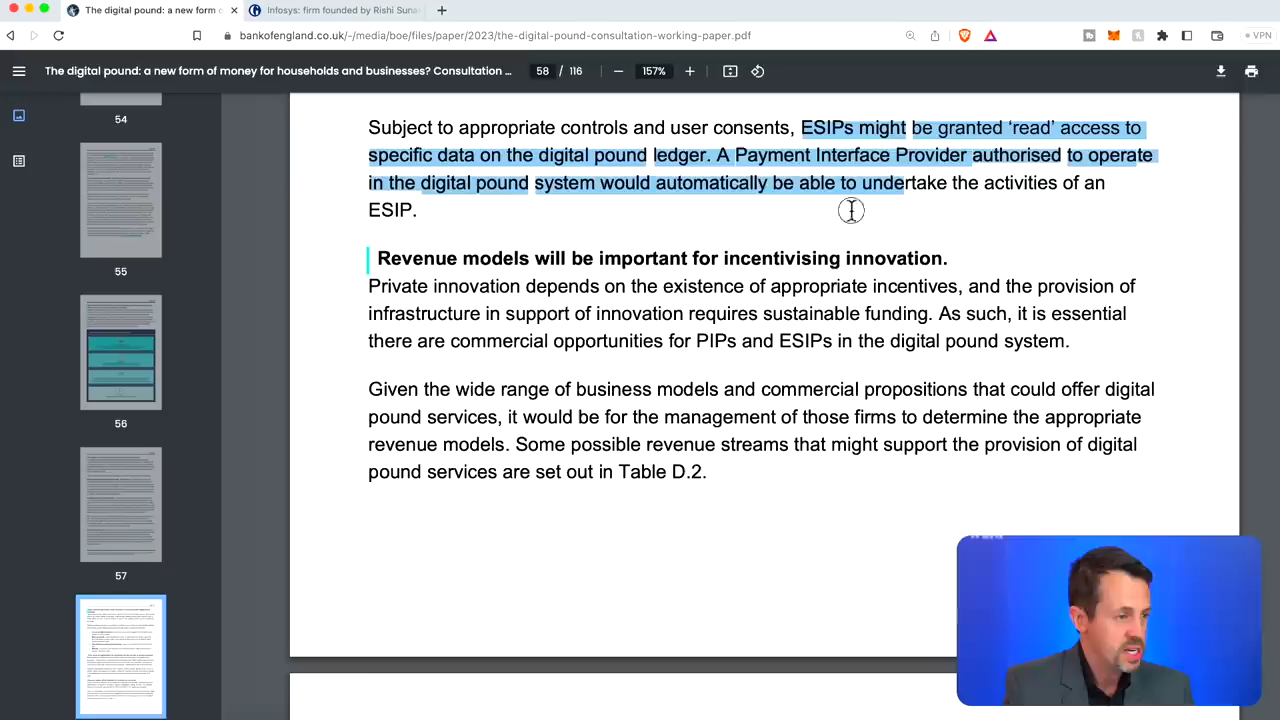 The digital pound: a new form o
Infosys: firm founded by Rishi Suna
bankofengland.co.uk/-/media/boe/files/paper/2023/the-digital-pound-consultation-working-paper.pdf
VPN
The digital pound: a new form of money for households and businesses? Consultation ...
58 / 116
157%
54
55
56
57
Subject to appropriate controls and user consents, ESIPs might be granted ‘read’ access to
specific data on the digital pound ledger. A Payment Interface Provider authorised to operate
in the digital pound system would automatically be able to undertake the activities of an
ESIP.
Revenue models will be important for incentivising innovation.
Private innovation depends on the existence of appropriate incentives, and the provision of
infrastructure in support of innovation requires sustainable funding. As such, it is essential
there are commercial opportunities for PIPs and ESIPs in the digital pound system.
Given the wide range of business models and commercial propositions that could offer digital
pound services, it would be for the management of those firms to determine the appropriate
revenue models. Some possible revenue streams that might support the provision of digital
pound services are set out in Table D.2.